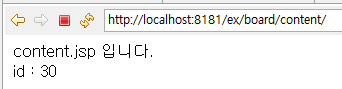 http://localhost:8181/ex/board/content/
content.jsp 입니다.
id : 30